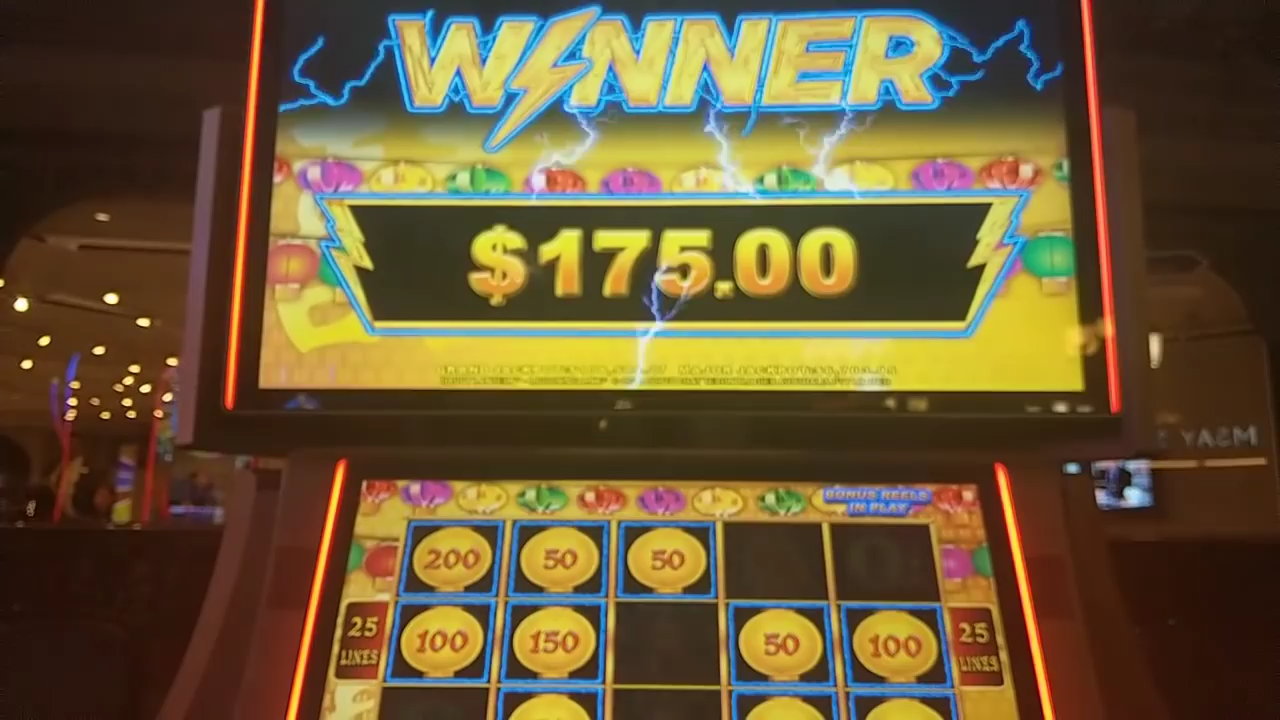 WINNER
$175.00
BONUS REELS
IN PLAY
200 50 50
25
LINES
100 150 50 100
25
LINES